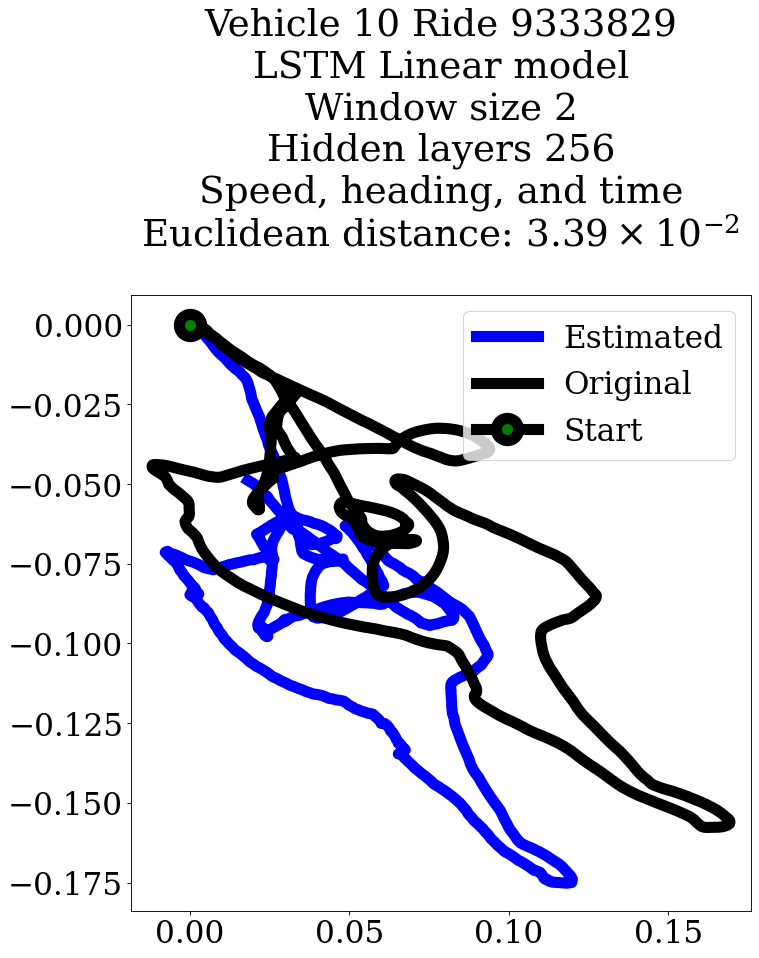 Vehicle 10 Ride 9333829
LSTM Linear model
Window size 2
Hidden layers 256
Speed, heading, and time
Euclidean distance: 3.39 × 10⁻²
Estimated
Original
Start
0.000
−0.025
−0.050
−0.075
−0.100
−0.125
−0.150
−0.175
0.00 0.05 0.10 0.15